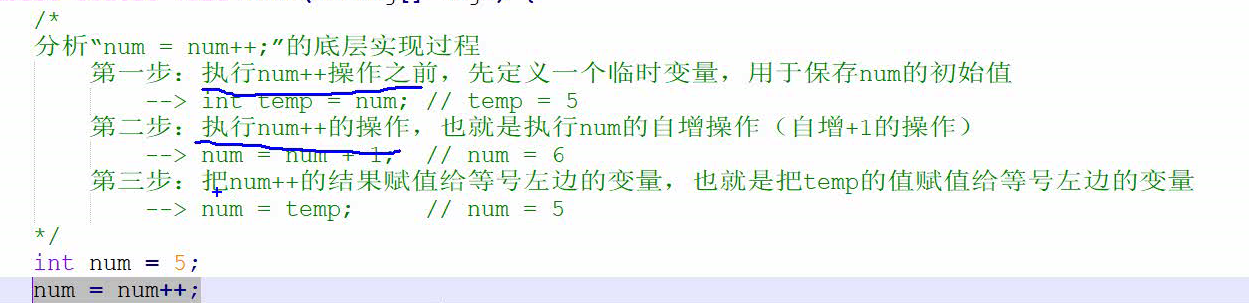 /*
分析“num = num++;”的底层实现过程
第一步：执行num++操作之前，先定义一个临时变量，用于保存num的初始值
--> int temp = num; // temp = 5
第二步：执行num++的操作，也就是执行num的自增操作（自增+1的操作）
--> num = num + 1;  // num = 6
第三步：把num++的结果赋值给等号左边的变量，也就是把temp的值赋值给等号左边的变量
--> num = temp;     // num = 5
*/
int num = 5;
num = num++;